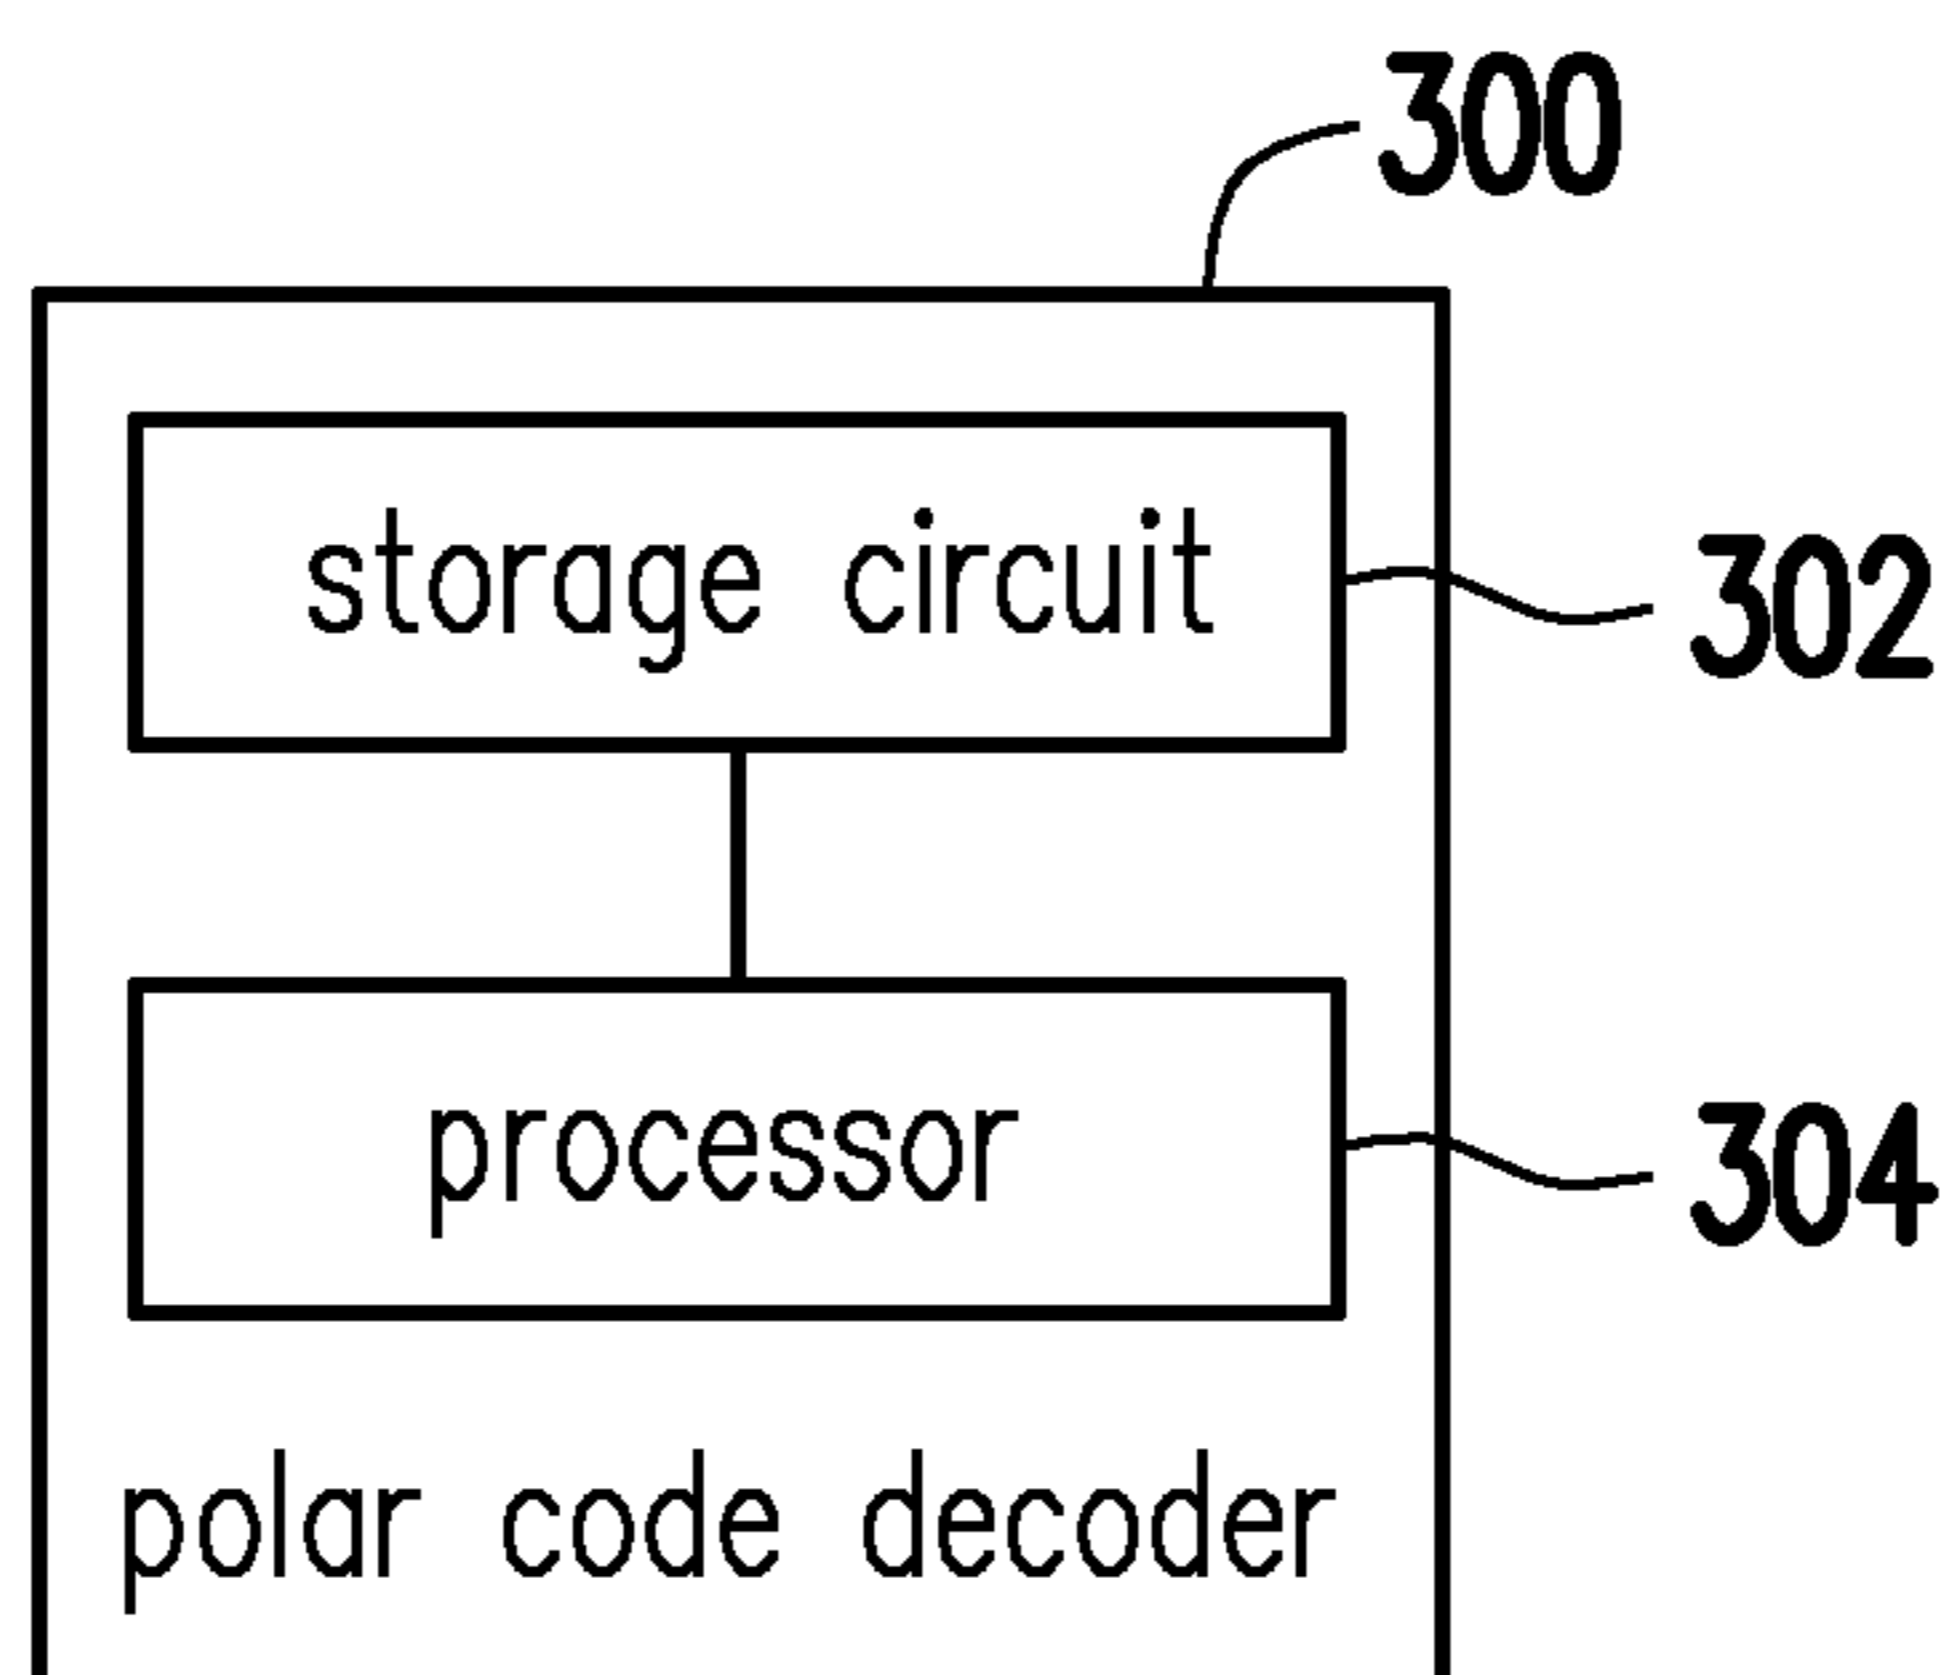 300
storage circuit
302
processor
304
polar code decoder